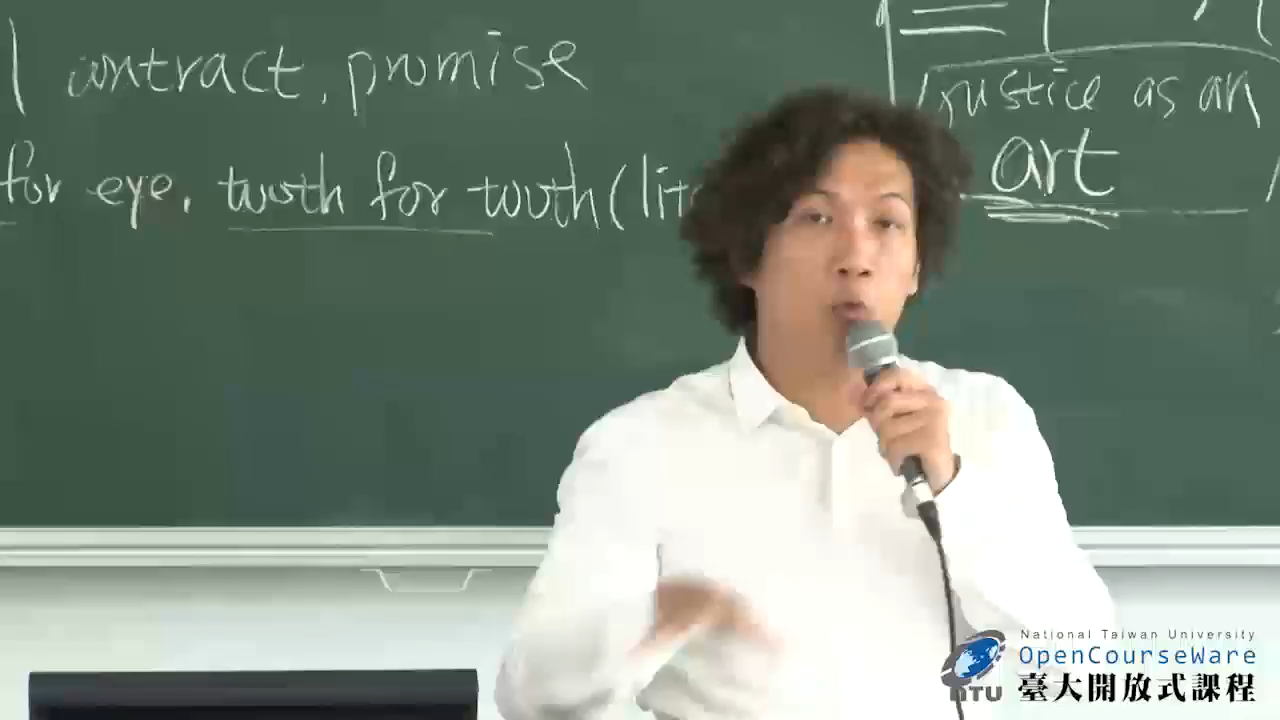 contract, promise
for eye, tooth for tooth (lit
justice as an
art
National Taiwan University
OpenCourseWare
NTU
臺大開放式課程